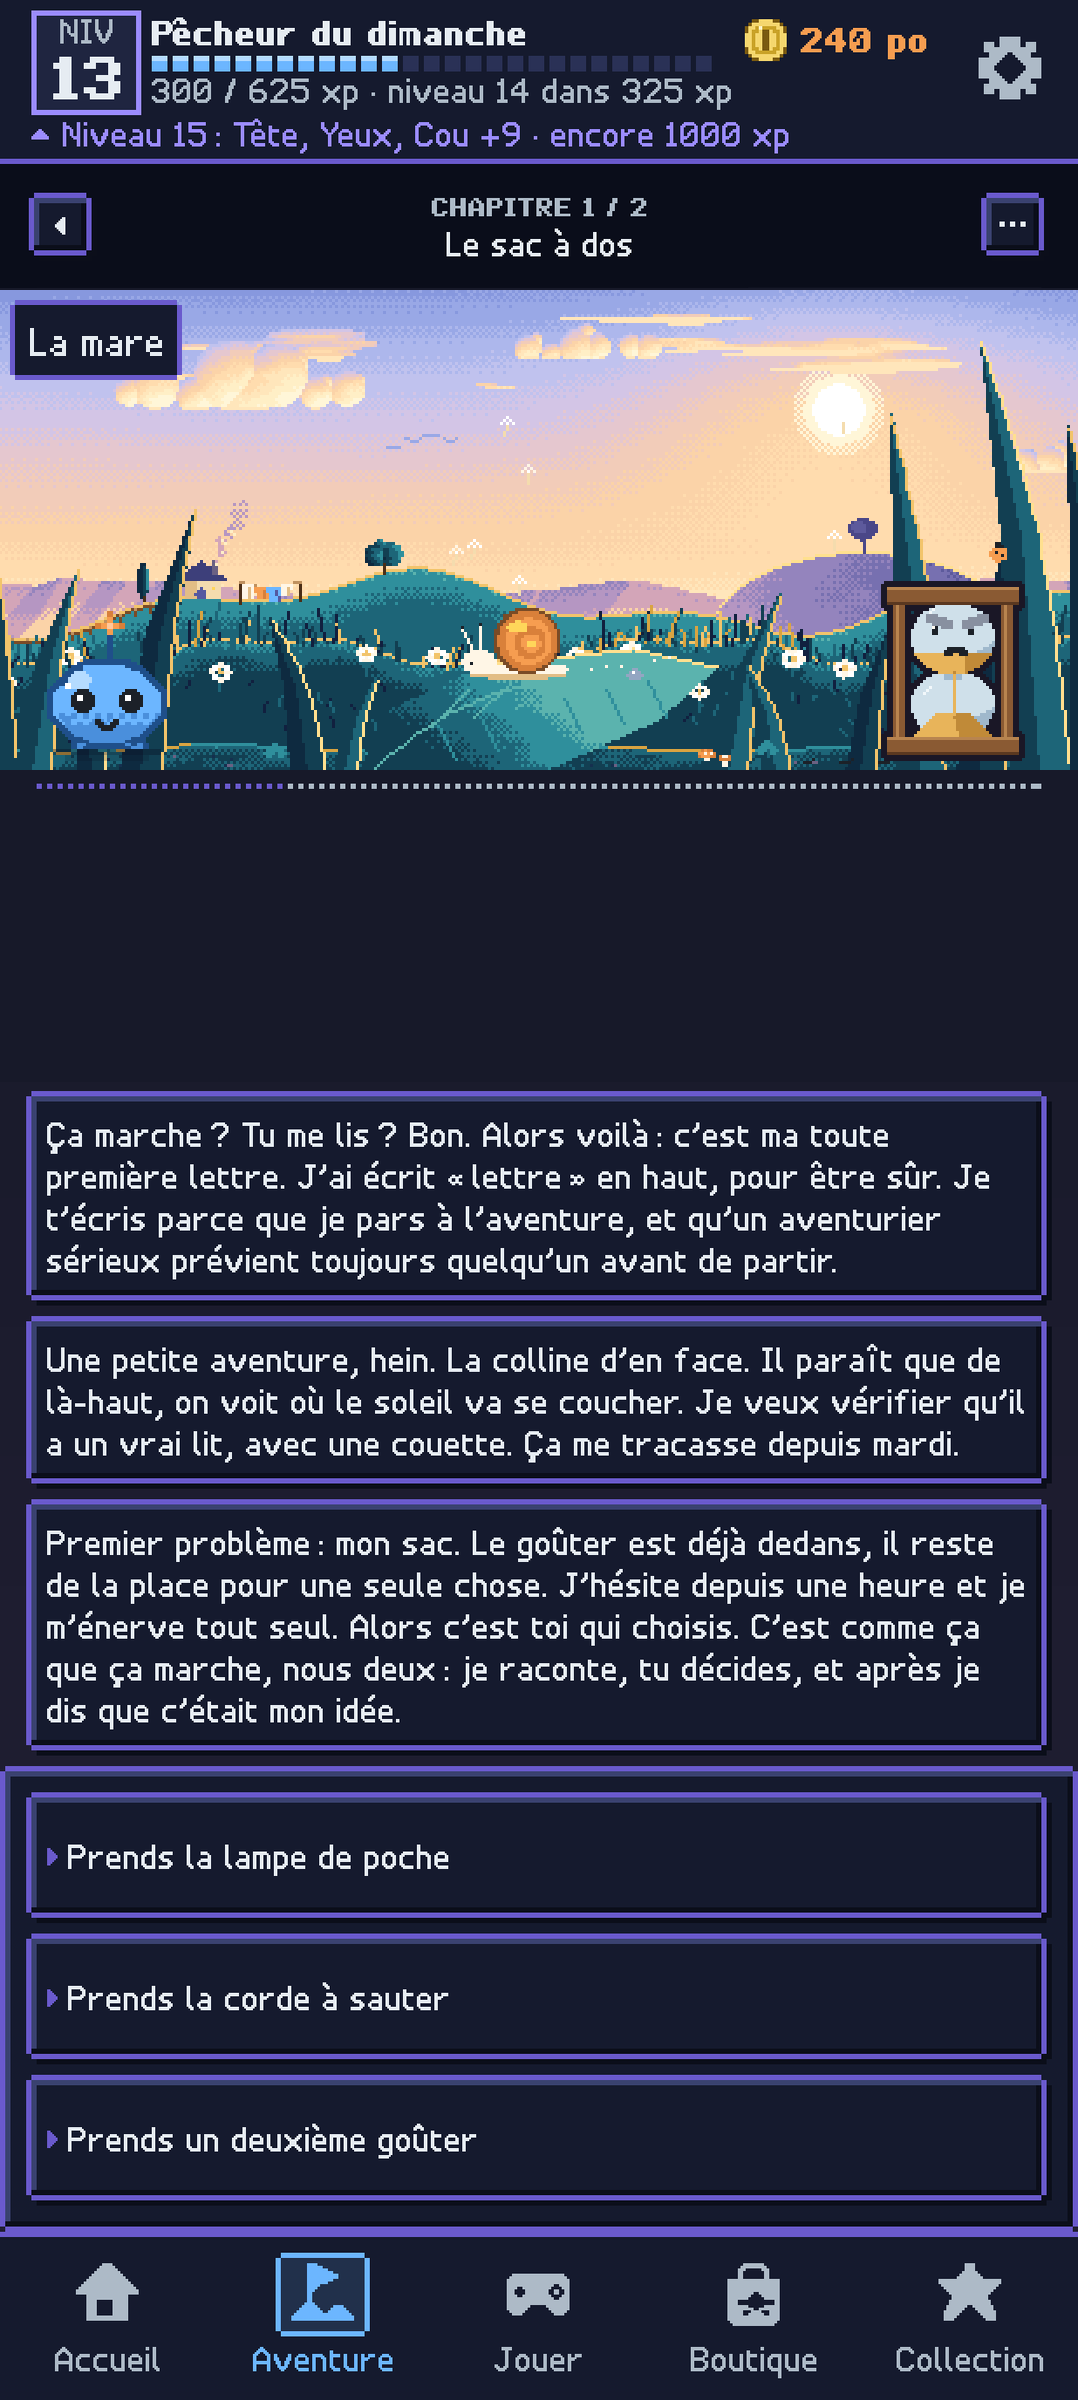 NIV
13
Pêcheur du dimanche
240 po
300 / 625 xp · niveau 14 dans 325 xp
Niveau 15 : Tête, Yeux, Cou +9 · encore 1000 xp
CHAPITRE 1 / 2
Le sac à dos
La mare
Ça marche ? Tu me lis ? Bon. Alors voilà : c’est ma toute
première lettre. J’ai écrit « lettre » en haut, pour être sûr. Je
t’écris parce que je pars à l’aventure, et qu’un aventurier
sérieux prévient toujours quelqu’un avant de partir.
Une petite aventure, hein. La colline d’en face. Il paraît que de
là-haut, on voit où le soleil va se coucher. Je veux vérifier qu’il
a un vrai lit, avec une couette. Ça me tracasse depuis mardi.
Premier problème : mon sac. Le goûter est déjà dedans, il reste
de la place pour une seule chose. J’hésite depuis une heure et je
m’énerve tout seul. Alors c’est toi qui choisis. C’est comme ça
que ça marche, nous deux : je raconte, tu décides, et après je
dis que c’était mon idée.
Prends la lampe de poche
Prends la corde à sauter
Prends un deuxième goûter
Accueil
Aventure
Jouer
Boutique
Collection